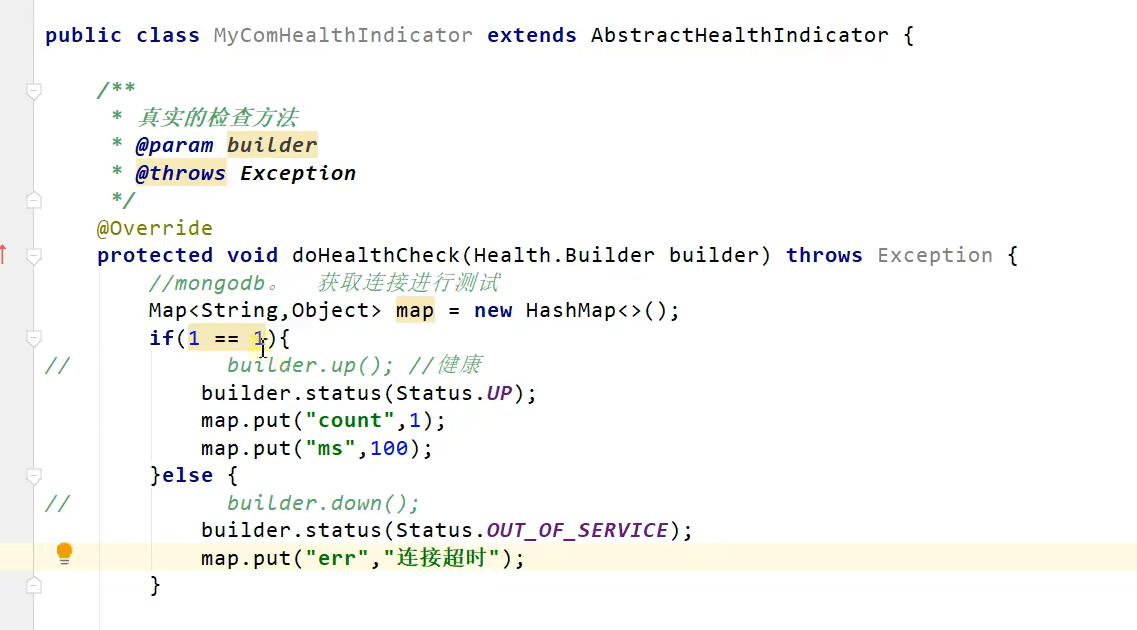 public class MyComHealthIndicator extends AbstractHealthIndicator {
/**
* 真实的检查方法
* @param builder
* @throws Exception
*/
@Override
protected void doHealthCheck(Health.Builder builder) throws Exception {
//mongodb。 获取连接进行测试
Map<String,Object> map = new HashMap<>();
if(1 == 1){
// builder.up(); //健康
builder.status(Status.UP);
map.put("count",1);
map.put("ms",100);
}else {
// builder.down();
builder.status(Status.OUT_OF_SERVICE);
map.put("err","连接超时");
}